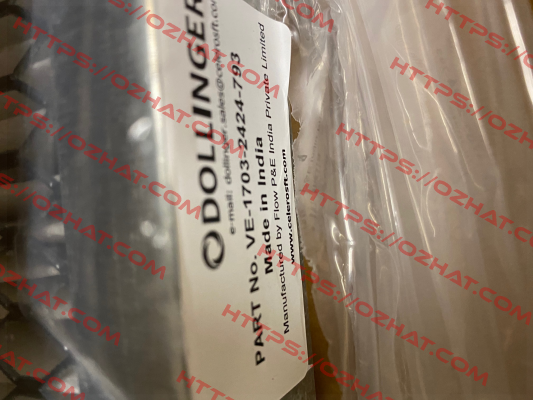 DOLLINGER
e-mail: dollinger.sales@celerosft.com
PART No. VE-1703-2424-793
Made in India
Manufactured by Flow P&E India Private Limited
www.celerosft.com
HTTPS://OZHAT.COM